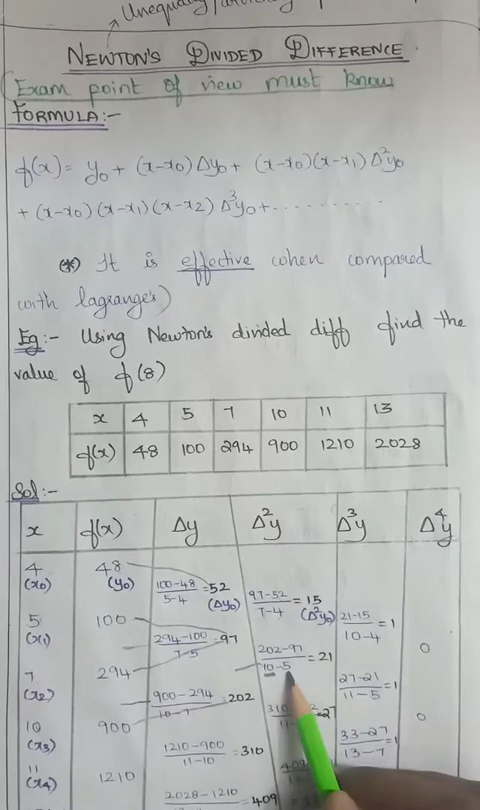 Unequal
NEWTON'S DIVIDED DIFFERENCE
(Exam point of view must know
FORMULA:-
f(x) = y0 + (x-x0) Δy0 + (x-x0)(x-x1) Δ²y0
+ (x-x0) (x-x1) (x-x2) Δ³y0 + ..........
(*) It is effective when compared
with lagrange's)
Eg:- Using Newton's divided diff find the
value of f(8)
x 4 5 7 10 11 13
f(x) 48 100 294 900 1210 2028
Sol:-
x f(x) Δy Δ²y Δ³y Δ⁴y
4 48
(x0) (y0) 100-48/5-4 = 52 97-52/7-4 = 15
(Δy0) (Δ²y0)
5 100 21-15/10-4 = 1
(x1) 294-100/7-5 = 97 202-97/10-5 = 21 0
7 294 27-21/11-5 = 1
(x2) 900-294/10-7 = 202 27
10 900 0
(x3) 1210-900/11-10 = 310 33-27/13-7 = 1
11 1210
(x4) 2028-1210 = 409